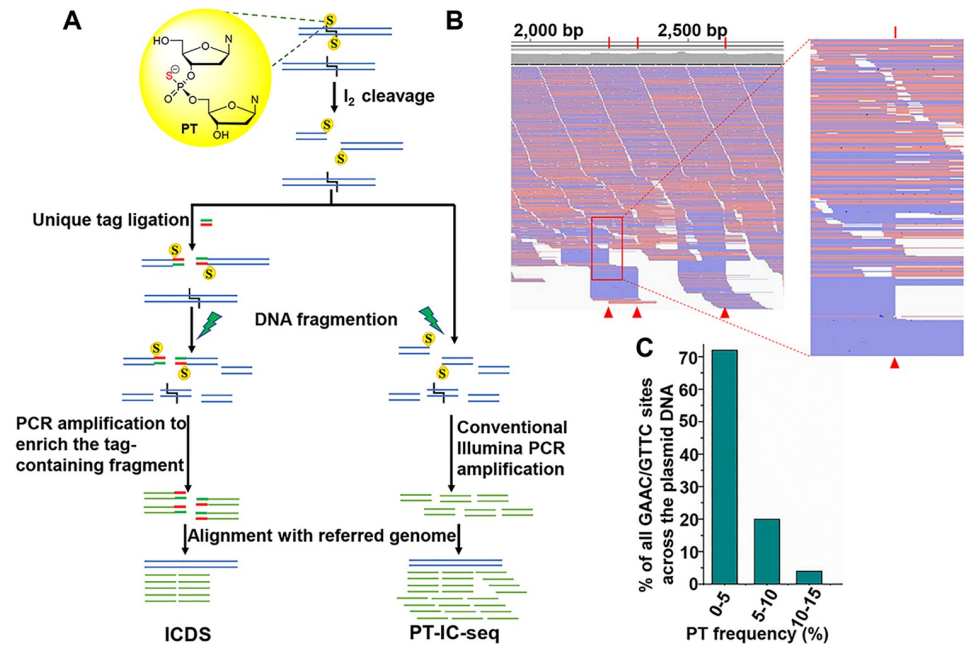 A
S
HO
O
N
S
⊖
O
P
O
O
O
N
PT
OH
S
S
I2 cleavage
S
S
Unique tag ligation
S
S
DNA fragmention
S
S
S
PCR amplification to
enrich the tag-
containing fragment
Conventional
Illumina PCR
amplification
Alignment with referred genome
ICDS
PT-IC-seq
B
2,000 bp
2,500 bp
C
% of all GAAC/GTTC sites
across the plasmid DNA
70
60
50
40
30
20
10
0
0-5
5-10
10-15
PT frequency (%)